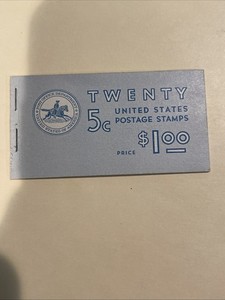 TWENTY
5c UNITED STATES
POSTAGE STAMPS
PRICE $1.00